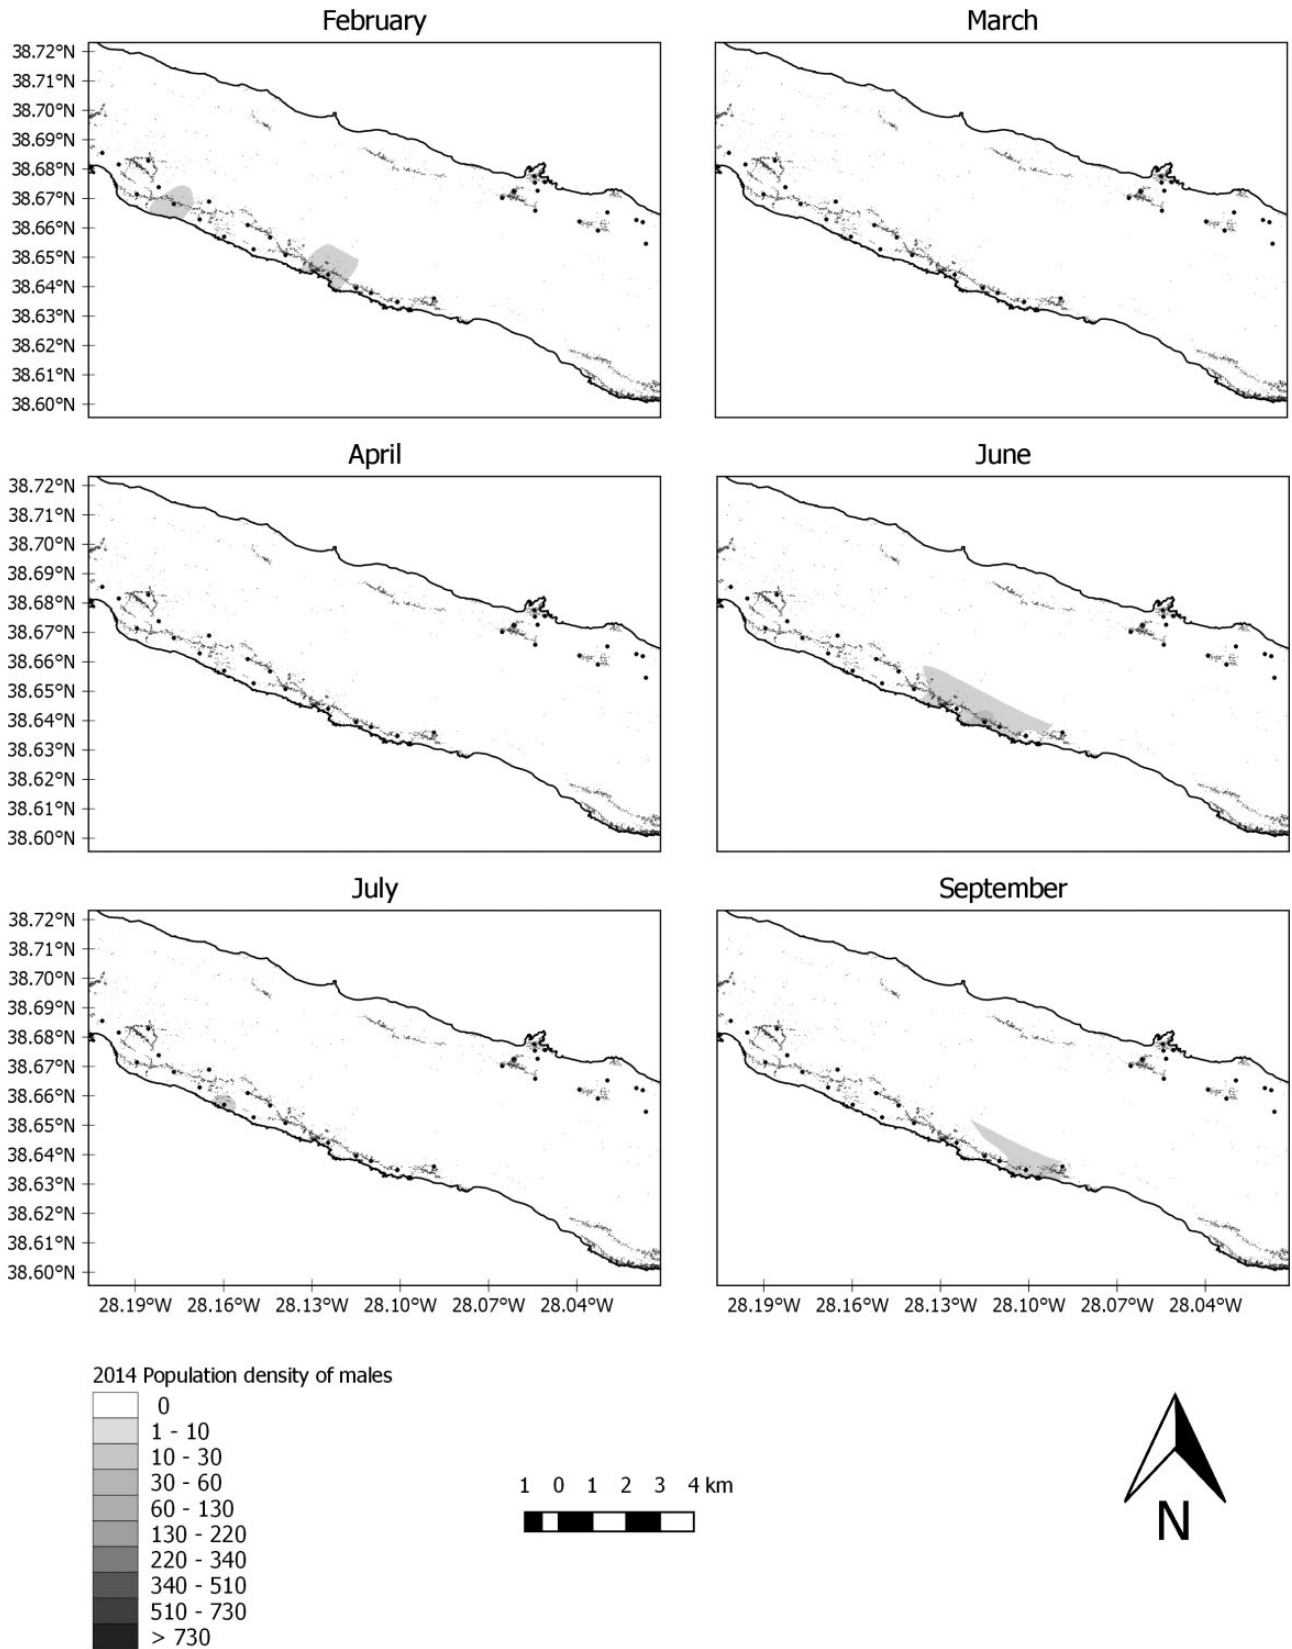 February
March
38.72°N
38.71°N
38.70°N
38.69°N
38.68°N
38.67°N
38.66°N
38.65°N
38.64°N
38.63°N
38.62°N
38.61°N
38.60°N
April
June
38.72°N
38.71°N
38.70°N
38.69°N
38.68°N
38.67°N
38.66°N
38.65°N
38.64°N
38.63°N
38.62°N
38.61°N
38.60°N
July
September
38.72°N
38.71°N
38.70°N
38.69°N
38.68°N
38.67°N
38.66°N
38.65°N
38.64°N
38.63°N
38.62°N
38.61°N
38.60°N
28.19°W 28.16°W 28.13°W 28.10°W 28.07°W 28.04°W
28.19°W 28.16°W 28.13°W 28.10°W 28.07°W 28.04°W
2014 Population density of males
0
1 - 10
10 - 30
30 - 60
60 - 130
130 - 220
220 - 340
340 - 510
510 - 730
> 730
1 0 1 2 3 4 km
N